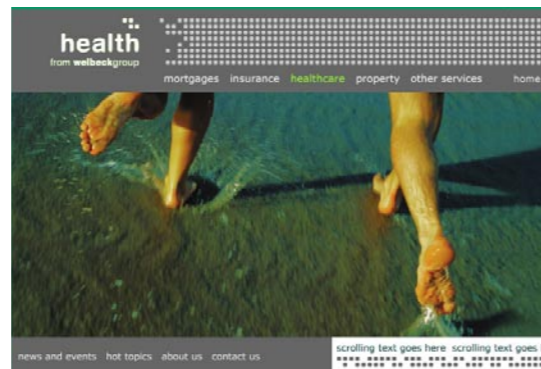 health
from welbeckgroup
mortgages insurance healthcare property other services home
news and events hot topics about us contact us
scrolling text goes here scrolling text goes